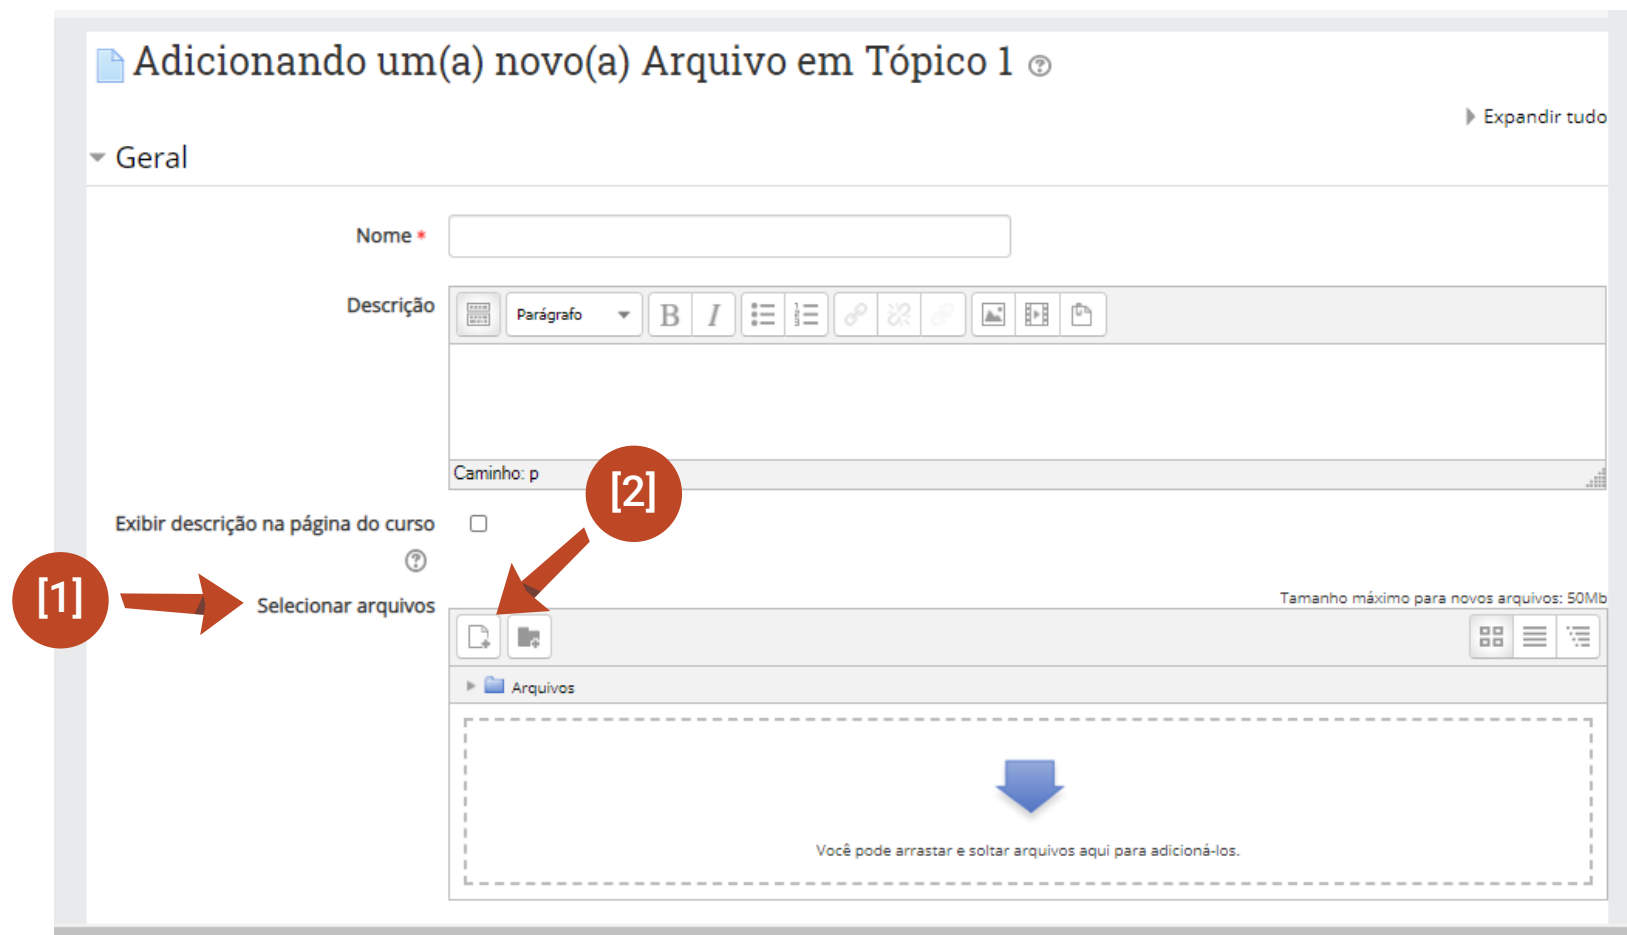 Adicionando um(a) novo(a) Arquivo em Tópico 1
Expandir tudo
Geral
Nome *
Descrição
Parágrafo
B I
Caminho: p
[2]
Exibir descrição na página do curso
[1]
Selecionar arquivos
Tamanho máximo para novos arquivos: 50Mb
Arquivos
Você pode arrastar e soltar arquivos aqui para adicioná-los.